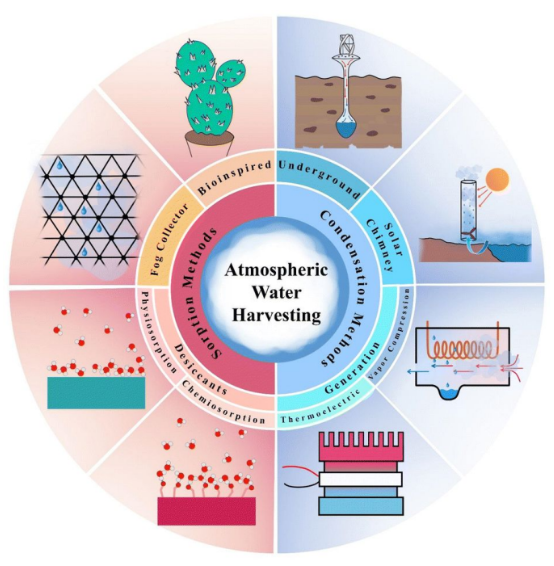 Atmospheric
Water
Harvesting
Sorption Methods
Condensation Methods
Bioinspired
Underground
Solar
Chimney
Vapor Compression
Generation
Thermoelectric
Chemiosorption
Desiccants
Physiosorption
Fog Collector